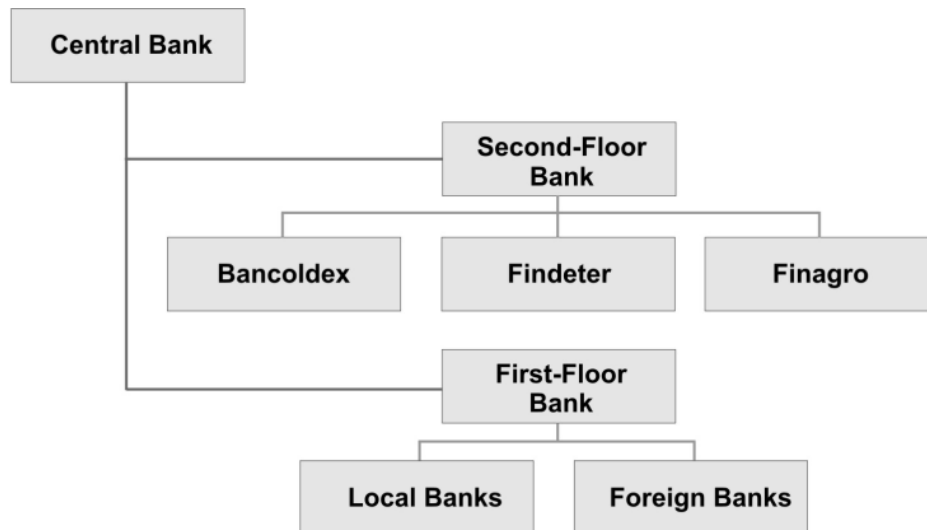 Central Bank
Second-Floor
Bank
Bancoldex
Findeter
Finagro
First-Floor
Bank
Local Banks
Foreign Banks